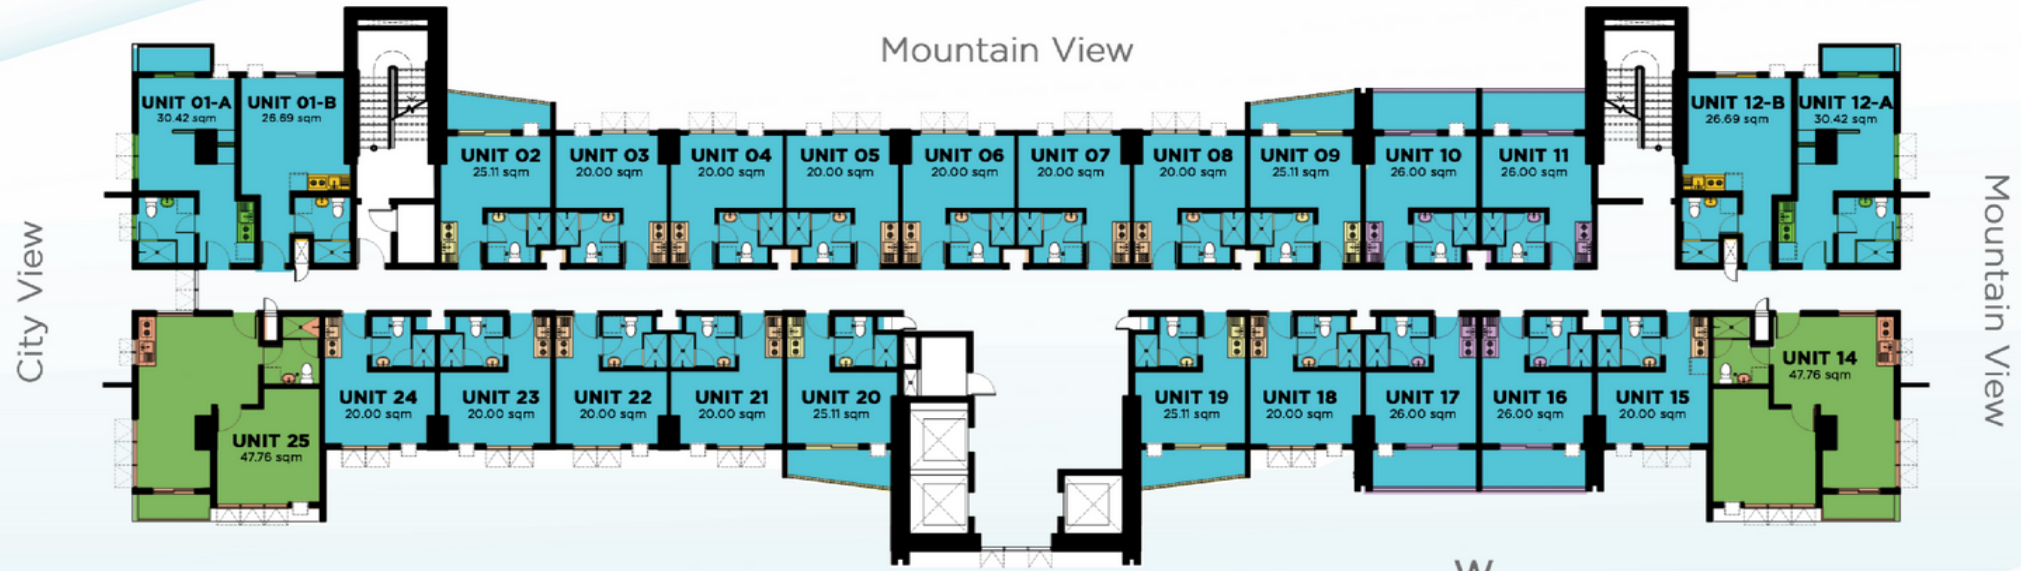 Mountain View
UNIT 01-A
30.42 sqm
UNIT 01-B
26.69 sqm
UNIT 02
25.11 sqm
UNIT 03
20.00 sqm
UNIT 04
20.00 sqm
UNIT 05
20.00 sqm
UNIT 06
20.00 sqm
UNIT 07
20.00 sqm
UNIT 08
20.00 sqm
UNIT 09
25.11 sqm
UNIT 10
26.00 sqm
UNIT 11
26.00 sqm
UNIT 12-B
26.69 sqm
UNIT 12-A
30.42 sqm
City View
Mountain View
UNIT 25
47.76 sqm
UNIT 24
20.00 sqm
UNIT 23
20.00 sqm
UNIT 22
20.00 sqm
UNIT 21
20.00 sqm
UNIT 20
25.11 sqm
UNIT 19
25.11 sqm
UNIT 18
20.00 sqm
UNIT 17
26.00 sqm
UNIT 16
26.00 sqm
UNIT 15
20.00 sqm
UNIT 14
47.76 sqm
W